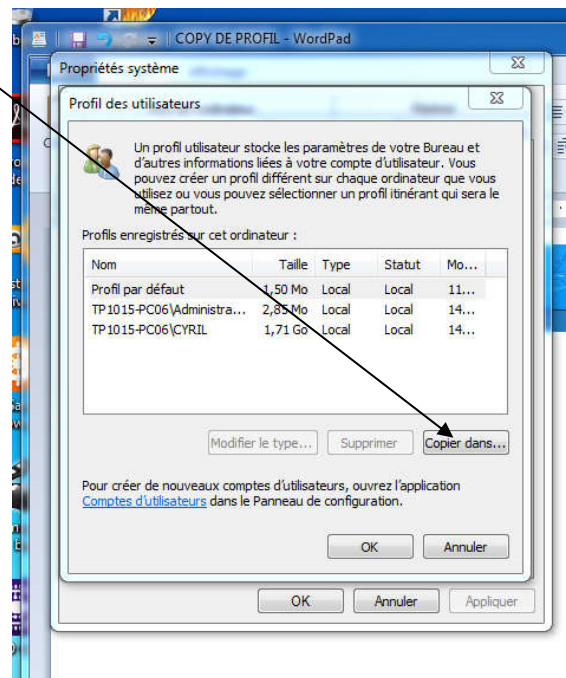 COPY DE PROFIL - WordPad
Propriétés système
Profil des utilisateurs
Un profil utilisateur stocke les paramètres de votre Bureau et
d'autres informations liées à votre compte d'utilisateur. Vous
pouvez créer un profil différent sur chaque ordinateur que vous
utilisez ou vous pouvez sélectionner un profil itinérant qui sera le
même partout.
Profils enregistrés sur cet ordinateur :
Nom Taille Type Statut Mo...
Profil par défaut 1,50 Mo Local Local 11...
TP1015-PC06\Administra... 2,85 Mo Local Local 14...
TP1015-PC06\CYRIL 1,71 Go Local Local 14...
Modifier le type... Supprimer Copier dans...
Pour créer de nouveaux comptes d'utilisateurs, ouvrez l'application
Comptes d'utilisateurs dans le Panneau de configuration.
OK Annuler
OK Annuler Appliquer